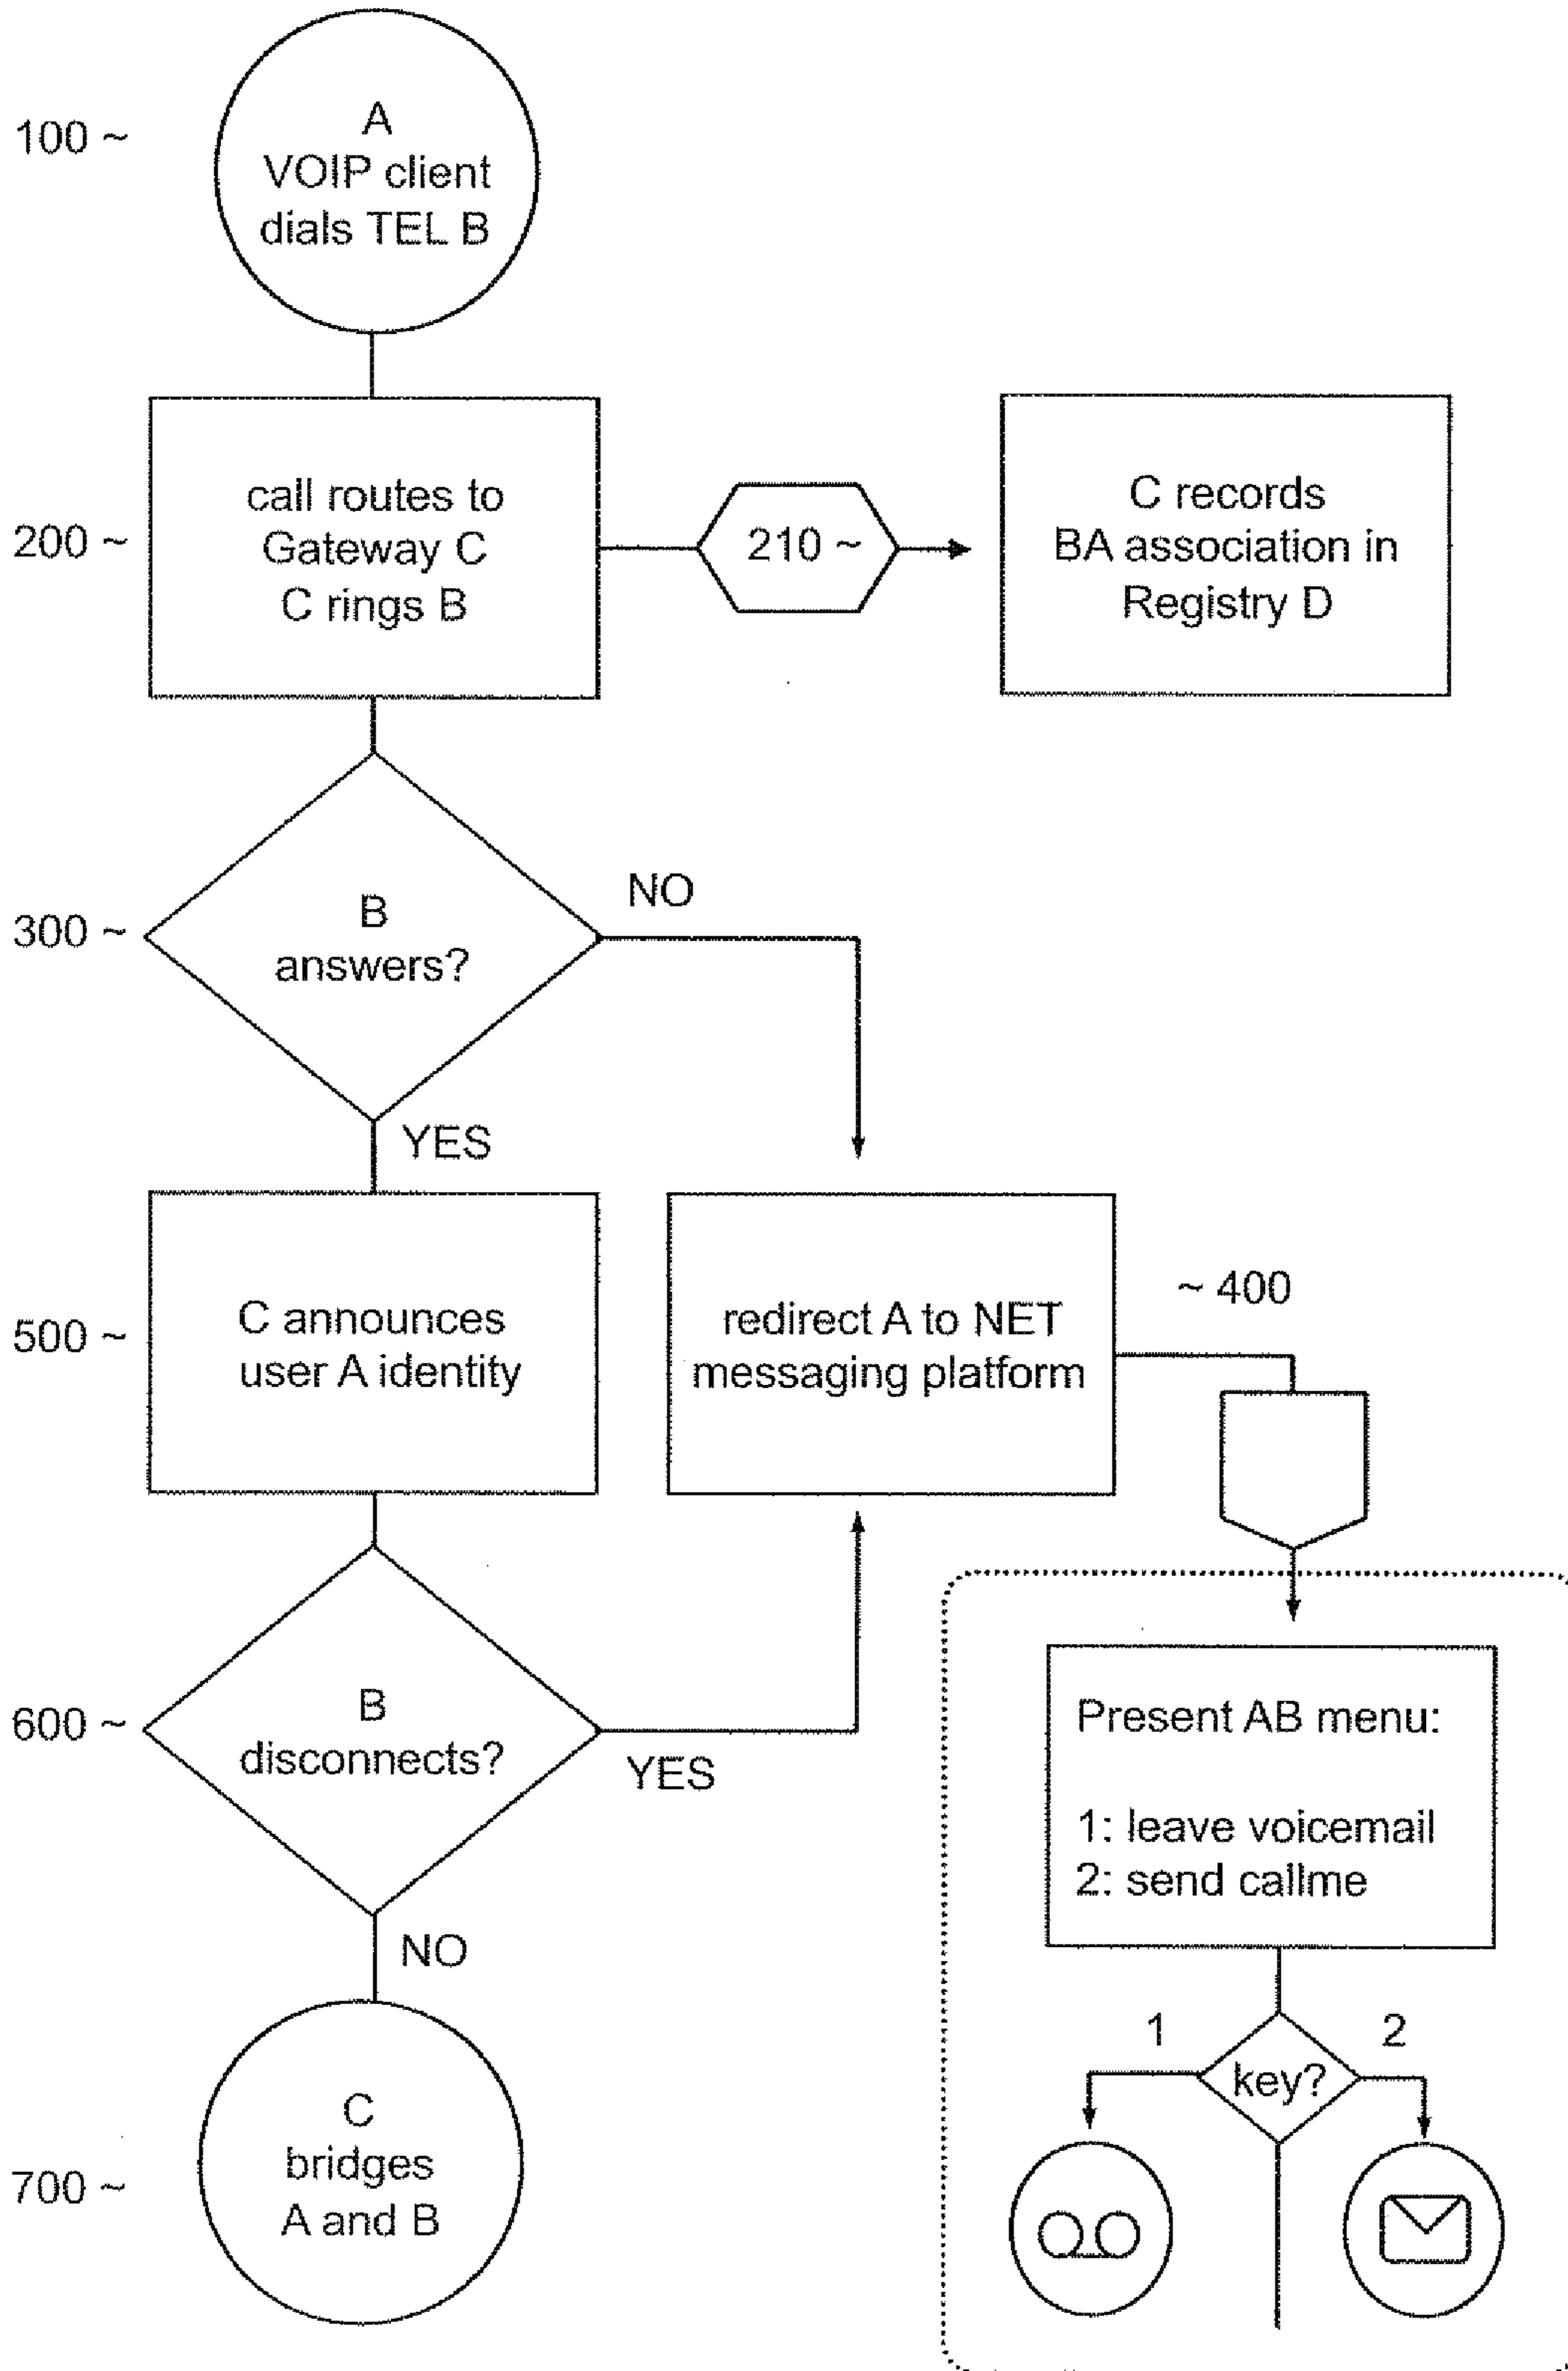 100 ~
A
VOIP client
dials TEL B
200 ~
call routes to
Gateway C
C rings B
210 ~
C records
BA association in
Registry D
300 ~
B
answers?
NO
YES
500 ~
C announces
user A identity
redirect A to NET
messaging platform
~ 400
600 ~
B
disconnects?
YES
NO
Present AB menu:
1: leave voicemail
2: send callme
1
key?
2
700 ~
C
bridges
A and B